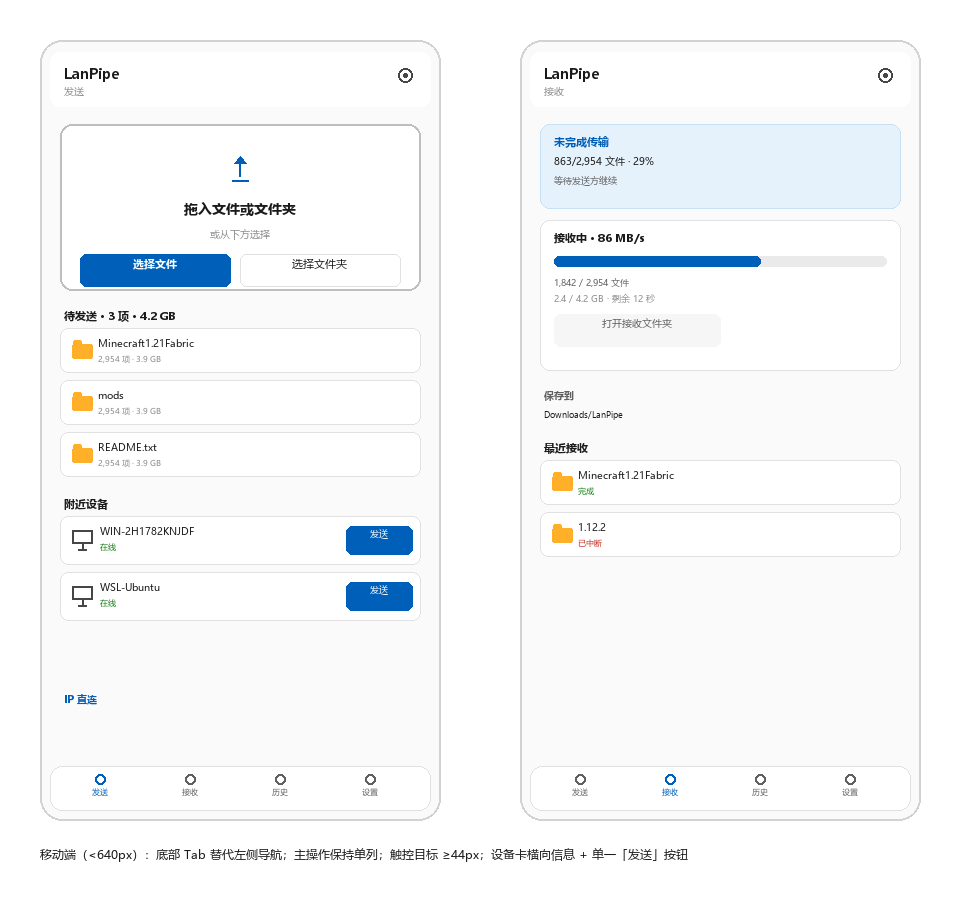 LanPipe
发送
拖入文件或文件夹
或从下方选择
选择文件
选择文件夹
待发送 • 3 项 • 4.2 GB
Minecraft1.21Fabric
2,954 项 · 3.9 GB
mods
2,954 项 · 3.9 GB
README.txt
2,954 项 · 3.9 GB
附近设备
WIN-2H1782KNJDF
在线
发送
WSL-Ubuntu
在线
发送
IP 直连
发送
接收
历史
设置
LanPipe
接收
未完成传输
863/2,954 文件 · 29%
等待发送方继续
接收中 • 86 MB/s
1,842 / 2,954 文件
2.4 / 4.2 GB · 剩余 12 秒
打开接收文件夹
保存到
Downloads/LanPipe
最近接收
Minecraft1.21Fabric
完成
1.12.2
已中断
发送
接收
历史
设置
移动端（<640px）：底部 Tab 替代左侧导航；主操作保持单列；触控目标 ≥44px；设备卡横向信息 + 单一「发送」按钮